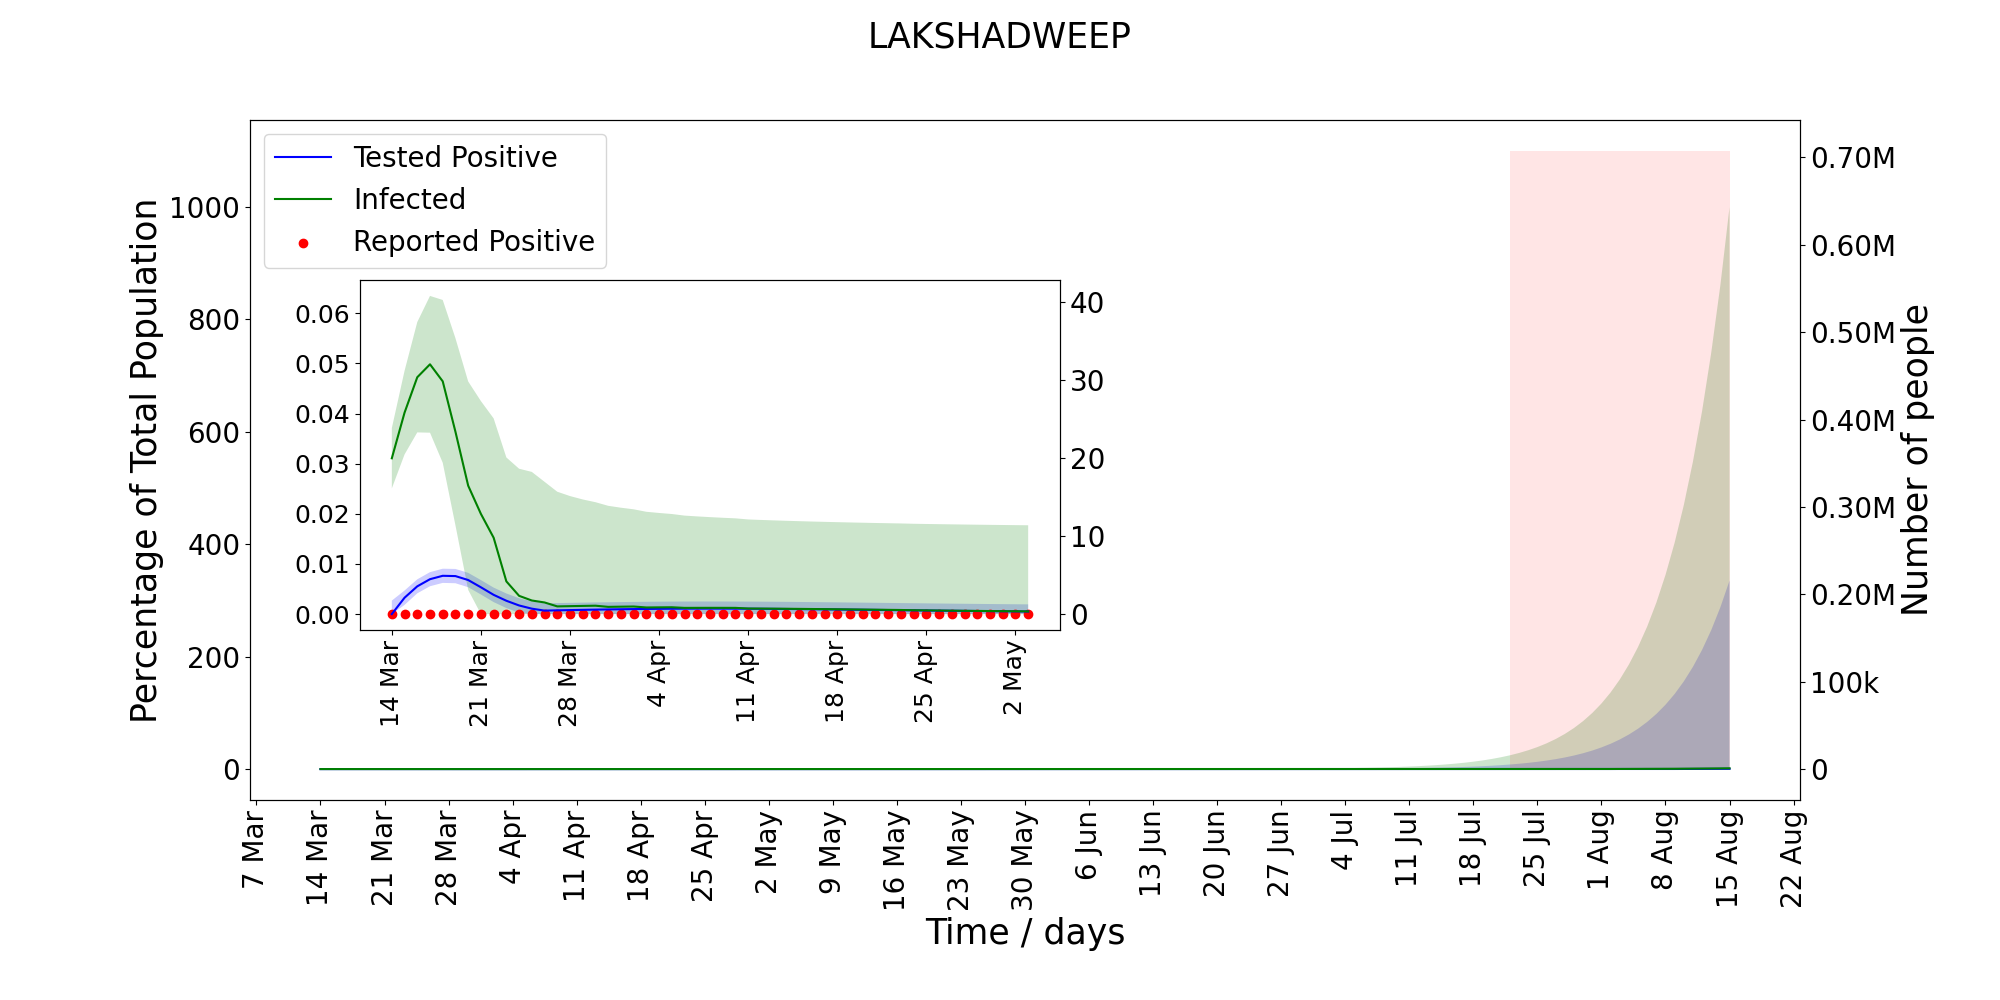 LAKSHADWEEP
Tested Positive
Infected
Reported Positive
Percentage of Total Population
1000
800
600
400
200
0
0.70M
0.60M
0.50M
0.40M
0.30M
0.20M
100k
0
Number of people
0.06
0.05
0.04
0.03
0.02
0.01
0.00
40
30
20
10
0
14 Mar
21 Mar
28 Mar
4 Apr
11 Apr
18 Apr
25 Apr
2 May
7 Mar
14 Mar
21 Mar
28 Mar
4 Apr
11 Apr
18 Apr
25 Apr
2 May
9 May
16 May
23 May
30 May
6 Jun
13 Jun
20 Jun
27 Jun
4 Jul
11 Jul
18 Jul
25 Jul
1 Aug
8 Aug
15 Aug
22 Aug
Time / days